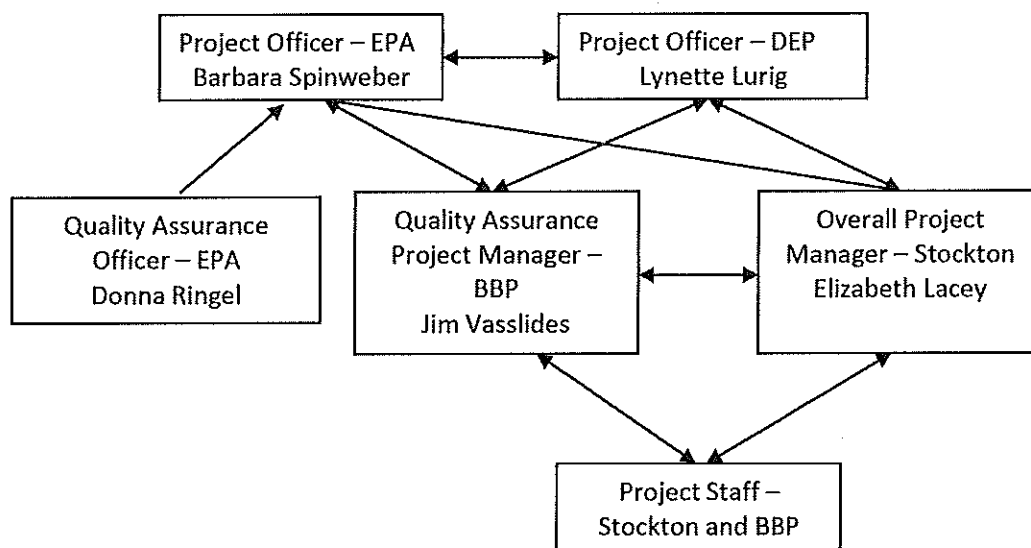 Project Officer – EPA
Barbara Spinweber
Project Officer – DEP
Lynette Lurig
Quality Assurance
Officer – EPA
Donna Ringel
Quality Assurance
Project Manager –
BBP
Jim Vasslides
Overall Project
Manager – Stockton
Elizabeth Lacey
Project Staff –
Stockton and BBP